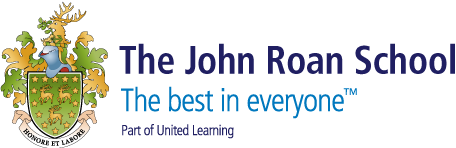 The John Roan School
The best in everyone™
Part of United Learning
HONORE ET LABORE